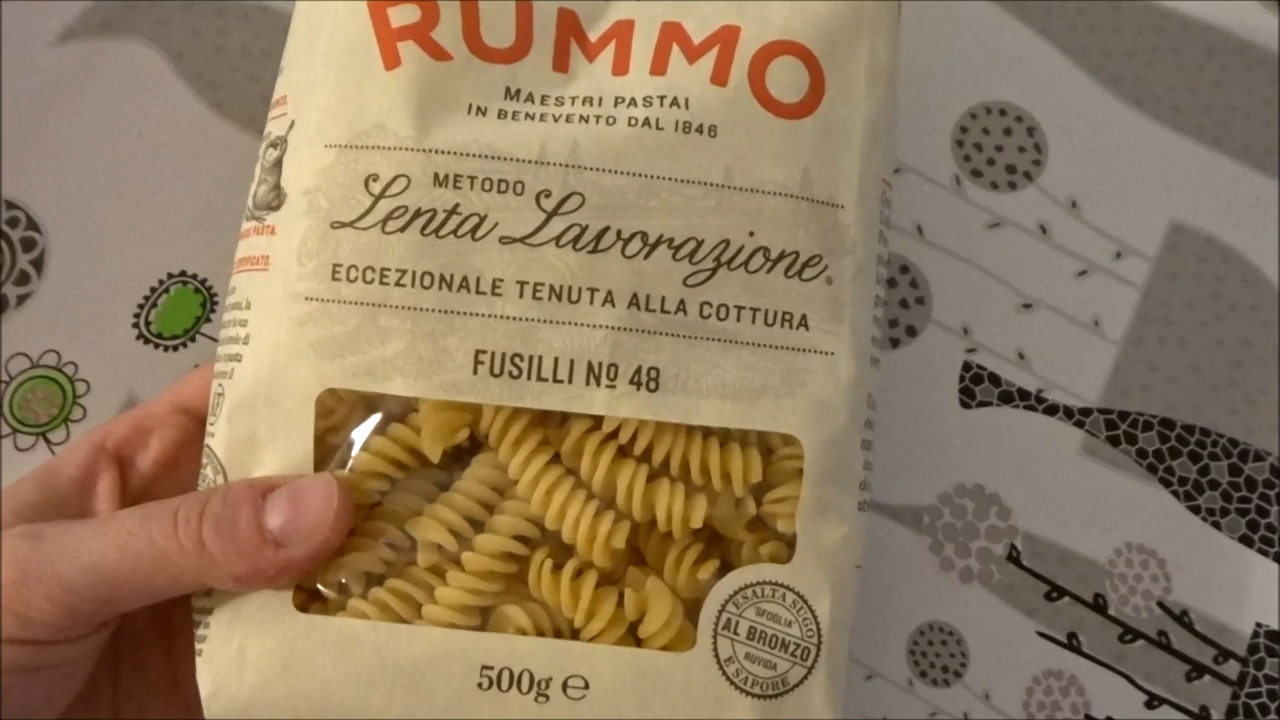 RUMMO
MAESTRI PASTAI
IN BENEVENTO DAL 1846
METODO
Lenta Lavorazione®
ECCEZIONALE TENUTA ALLA COTTURA
FUSILLI Nº 48
ESALTA SUGO
"SFOGLIA"
AL BRONZO
RUVIDA
E SAPORE
500g ℮
PASTA.